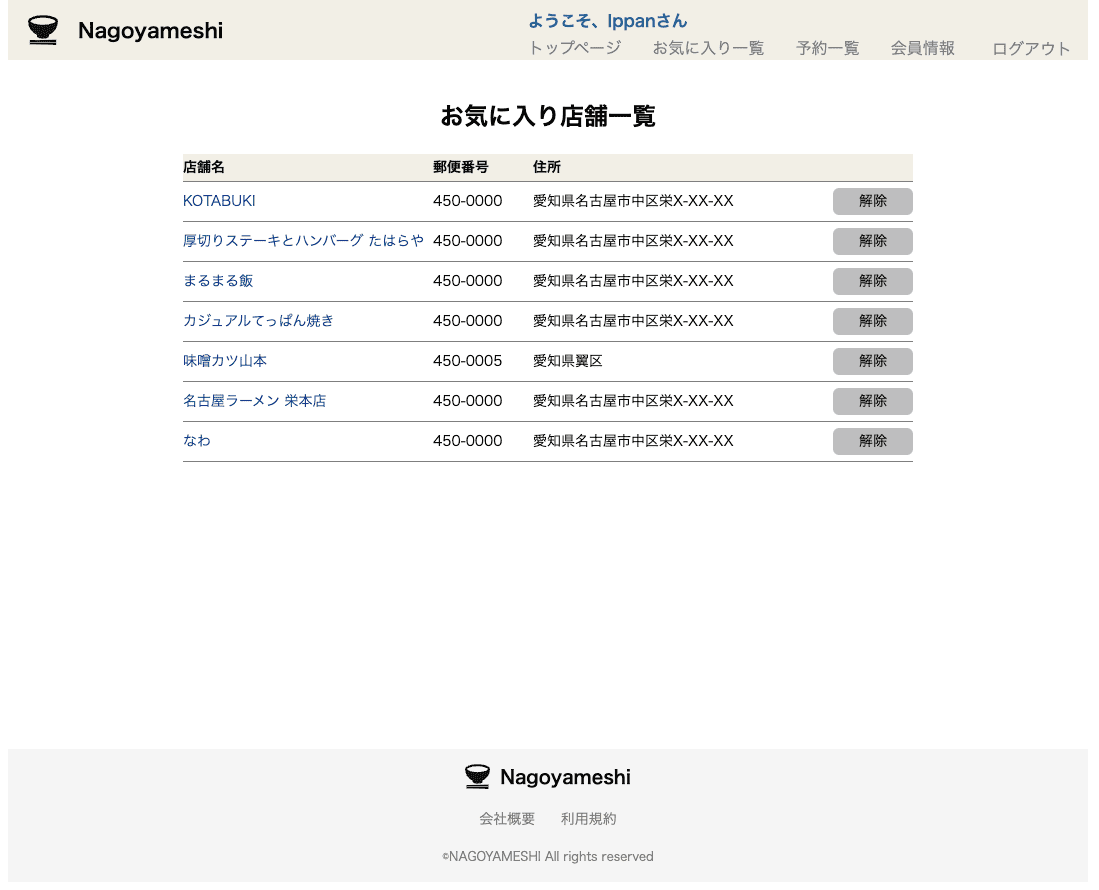 Nagoyameshi
ようこそ、Ippanさん
トップページ お気に入り一覧 予約一覧 会員情報 ログアウト
お気に入り店舗一覧
店舗名 郵便番号 住所
KOTABUKI 450-0000 愛知県名古屋市中区栄X-XX-XX 解除
厚切りステーキとハンバーグ たはらや 450-0000 愛知県名古屋市中区栄X-XX-XX 解除
まるまる飯 450-0000 愛知県名古屋市中区栄X-XX-XX 解除
カジュアルてっぱん焼き 450-0000 愛知県名古屋市中区栄X-XX-XX 解除
味噌カツ山本 450-0005 愛知県翼区 解除
名古屋ラーメン 栄本店 450-0000 愛知県名古屋市中区栄X-XX-XX 解除
なわ 450-0000 愛知県名古屋市中区栄X-XX-XX 解除
Nagoyameshi
会社概要 利用規約
©NAGOYAMESHI All rights reserved